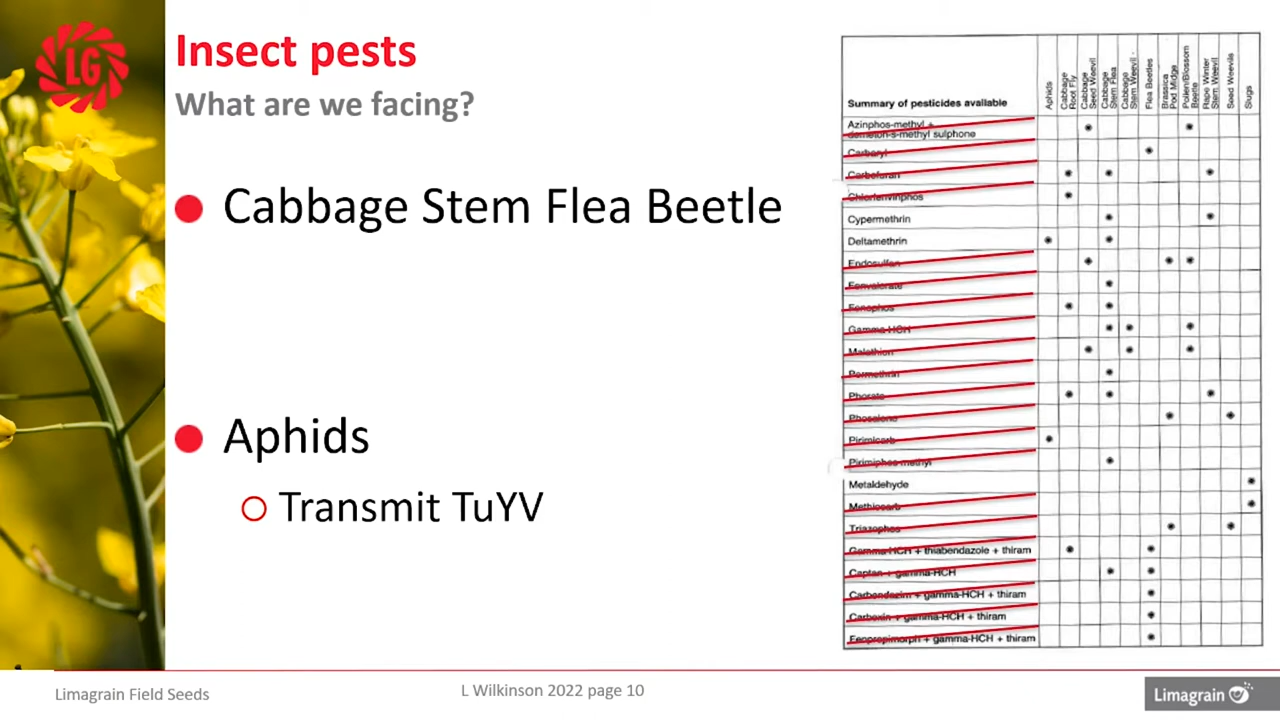 LG
Insect pests
What are we facing?
Cabbage Stem Flea Beetle
Aphids
Transmit TuYV
Summary of pesticides available
Aphids
Cabbage
Root Fly
Cabbage
Seed Weevil
Cabbage
Stem Flea
Cabbage
Stem Weevil
Flea Beetles
Brassica
Pod Midge
Pollen/Blossom
Beetle
Rape Winter
Stem Weevil
Seed Weevils
Slugs
Azinphos-methyl +
demeton-s-methyl sulphone
Carbaryl
Carbofuran
Chlorfenvinphos
Cypermethrin
Deltamethrin
Endosulfan
Fenvalerate
Fonophos
Gamma-HCH
Malathion
Permethrin
Phorate
Phosalone
Pirimicarb
Pirimiphos-methyl
Metaldehyde
Methiocarb
Triazophos
Gamma-HCH + thiabendazole + thiram
Captan + gamma-HCH
Carbendazim + gamma-HCH + thiram
Carboxin + gamma-HCH + thiram
Fenpropimorph + gamma-HCH + thiram
Limagrain Field Seeds
L Wilkinson 2022 page 10
Limagrain